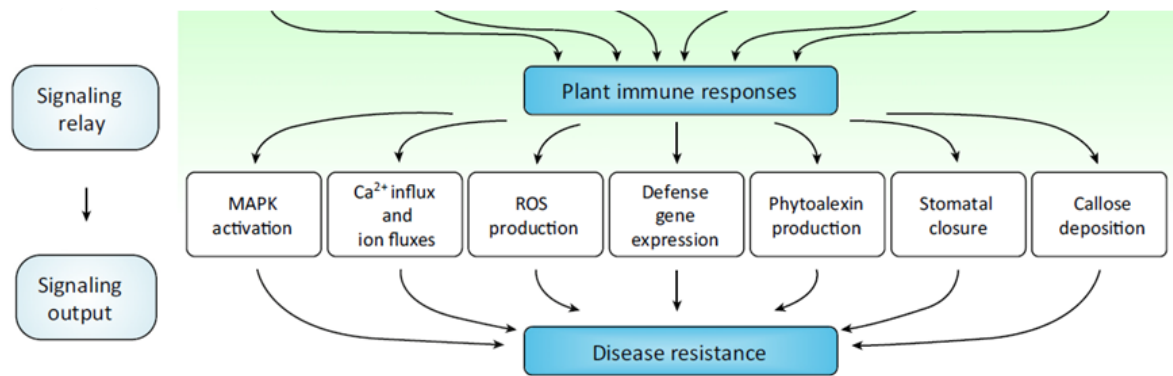 Signaling
relay
Signaling
output
Plant immune responses
MAPK
activation
Ca²⁺ influx
and
ion fluxes
ROS
production
Defense
gene
expression
Phytoalexin
production
Stomatal
closure
Callose
deposition
Disease resistance